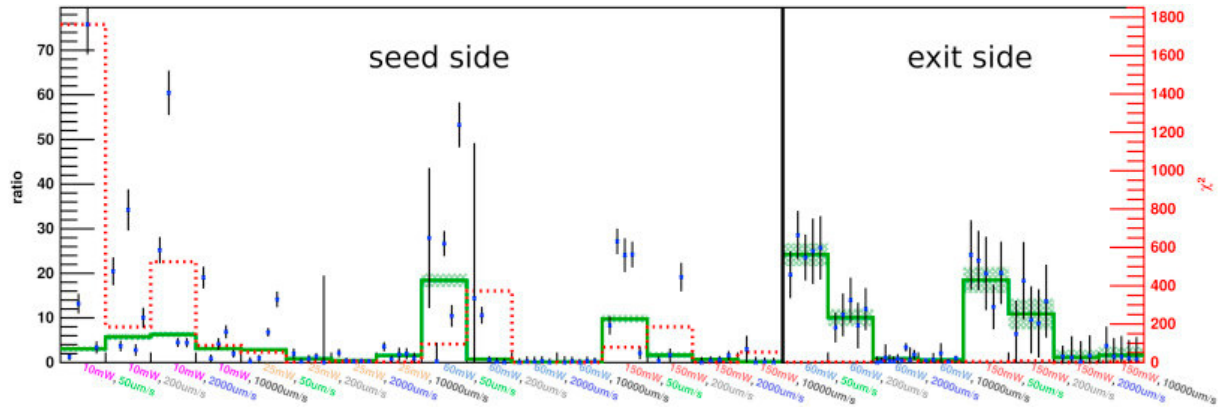 seed side
exit side
ratio
70
60
50
40
30
20
10
0
χ²
1800
1600
1400
1200
1000
800
600
400
200
0
10mW, 50um/s
10mW, 200um/s
10mW, 2000um/s
10mW, 10000um/s
25mW, 50um/s
25mW, 200um/s
25mW, 2000um/s
25mW, 10000um/s
60mW, 50um/s
60mW, 200um/s
60mW, 2000um/s
60mW, 10000um/s
150mW, 50um/s
150mW, 200um/s
150mW, 2000um/s
150mW, 10000um/s
60mW, 50um/s
60mW, 200um/s
60mW, 2000um/s
60mW, 10000um/s
150mW, 50um/s
150mW, 200um/s
150mW, 2000um/s
150mW, 10000um/s